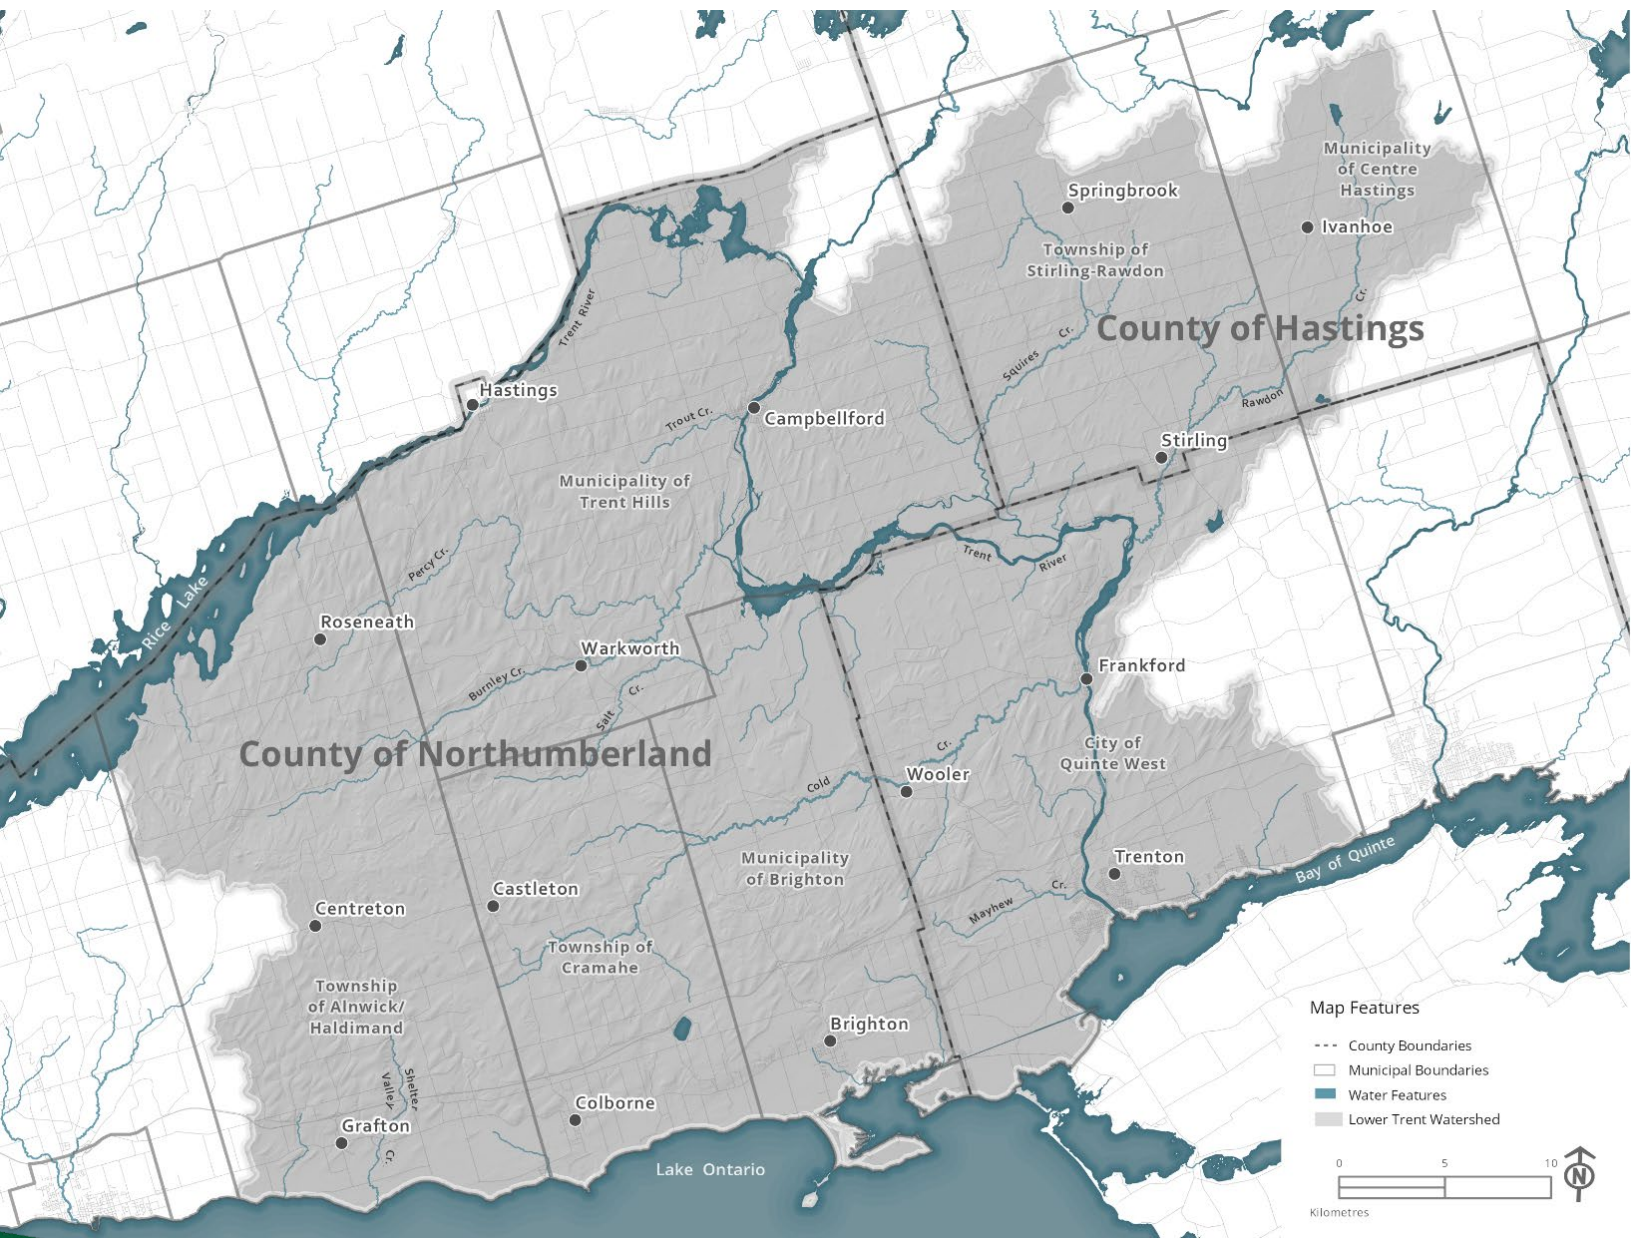 Municipality
of Centre
Hastings
Springbrook
Ivanhoe
Township of
Stirling-Rawdon
Cr.
County of Hastings
Trent River
Squires
Cr.
Hastings
Rawdon
Trout Cr.
Campbellford
Stirling
Municipality of
Trent Hills
Percy Cr.
Trent
River
Rice Lake
Roseneath
Warkworth
Frankford
Burnley Cr.
Salt
Cr.
County of Northumberland
City of
Quinte West
Cold
Cr.
Wooler
Municipality
of Brighton
Trenton
Bay of Quinte
Castleton
Mayhew
Cr.
Centreton
Township of
Cramahe
Township
of Alnwick/
Haldimand
Brighton
Shelter
Valley
Cr.
Colborne
Grafton
Lake Ontario
Map Features
County Boundaries
Municipal Boundaries
Water Features
Lower Trent Watershed
0 5 10
N
Kilometres